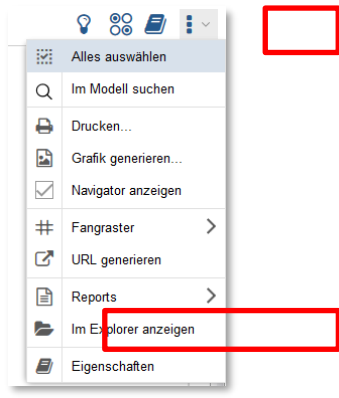 Alles auswählen
Im Modell suchen
Drucken...
Grafik generieren...
Navigator anzeigen
Fangraster
URL generieren
Reports
Im Explorer anzeigen
Eigenschaften